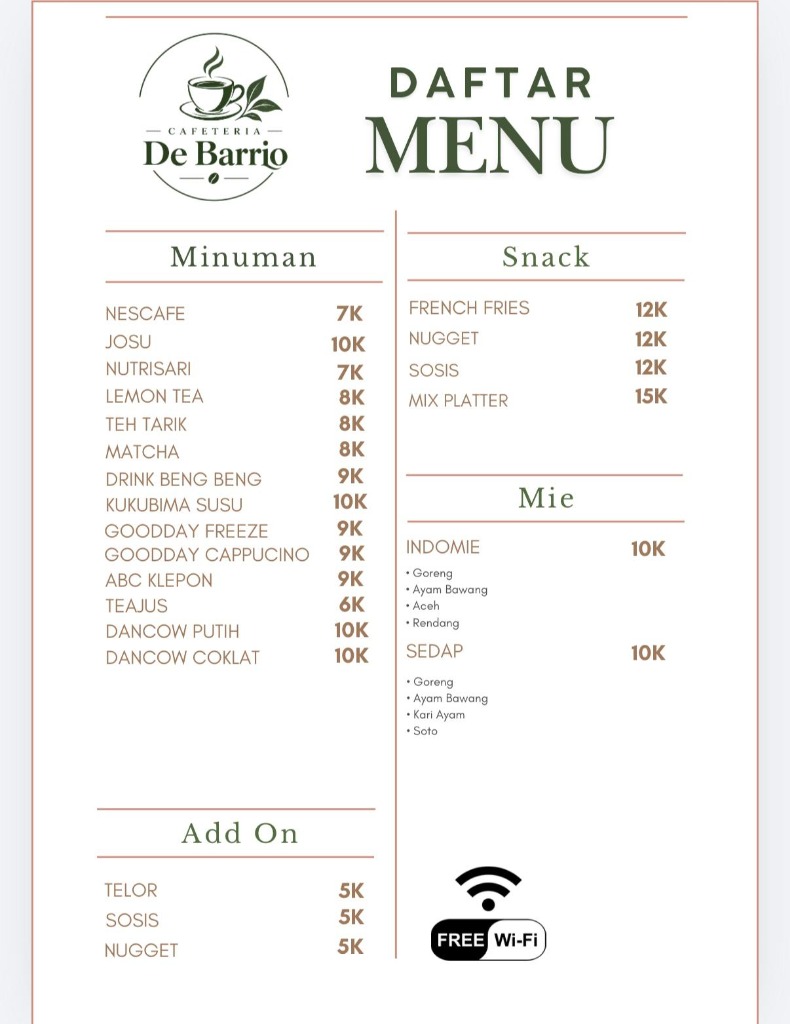 CAFETERIA
De Barrio
DAFTAR
MENU
Minuman
NESCAFE 7K
JOSU 10K
NUTRISARI 7K
LEMON TEA 8K
TEH TARIK 8K
MATCHA 8K
DRINK BENG BENG 9K
KUKUBIMA SUSU 10K
GOODDAY FREEZE 9K
GOODDAY CAPPUCINO 9K
ABC KLEPON 9K
TEAJUS 6K
DANCOW PUTIH 10K
DANCOW COKLAT 10K
Add On
TELOR 5K
SOSIS 5K
NUGGET 5K
Snack
FRENCH FRIES 12K
NUGGET 12K
SOSIS 12K
MIX PLATTER 15K
Mie
INDOMIE 10K
• Goreng
• Ayam Bawang
• Aceh
• Rendang
SEDAP 10K
• Goreng
• Ayam Bawang
• Kari Ayam
• Soto
FREE Wi-Fi